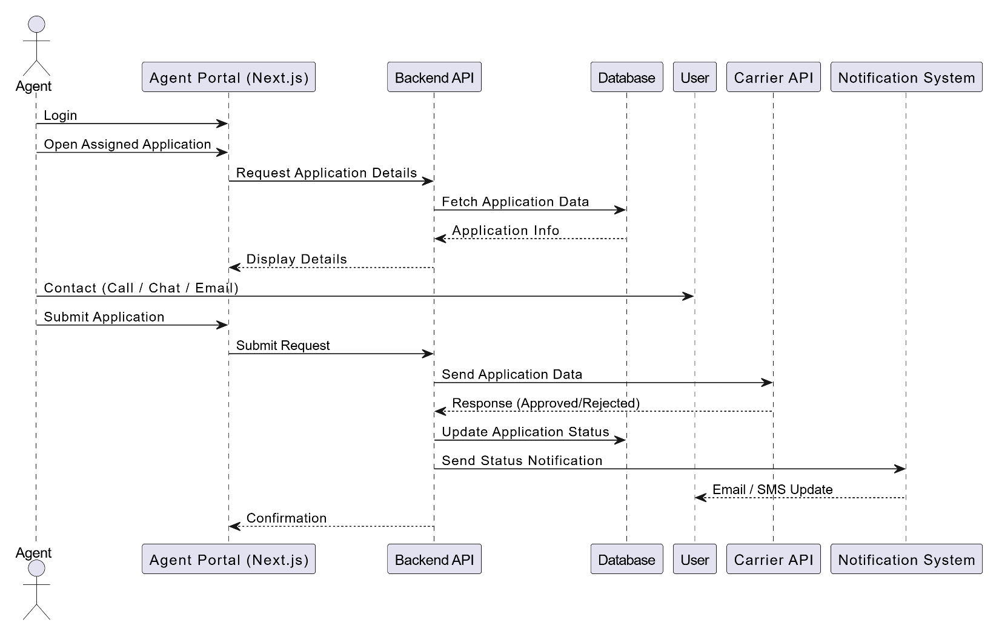 Agent
Agent Portal (Next.js)
Backend API
Database
User
Carrier API
Notification System
Login
Open Assigned Application
Request Application Details
Fetch Application Data
Application Info
Display Details
Contact (Call / Chat / Email)
Submit Application
Submit Request
Send Application Data
Response (Approved/Rejected)
Update Application Status
Send Status Notification
Email / SMS Update
Confirmation
Agent
Agent Portal (Next.js)
Backend API
Database
User
Carrier API
Notification System